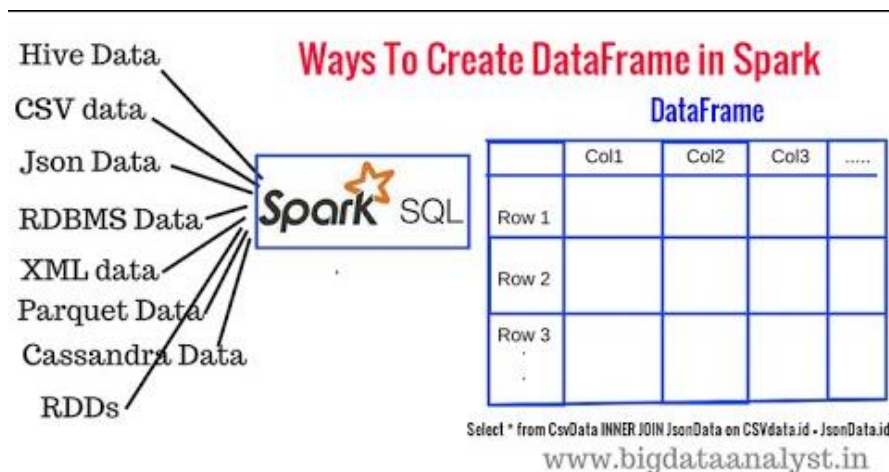 Ways To Create DataFrame in Spark
Hive Data
CSV data
Json Data
RDBMS Data
XML data
Parquet Data
Cassandra Data
RDDs
Spark SQL
DataFrame
Col1 Col2 Col3 .....
Row 1
Row 2
Row 3
Select * from CsvData INNER JOIN JsonData on CSVdata.id = JsonData.id
www.bigdataanalyst.in